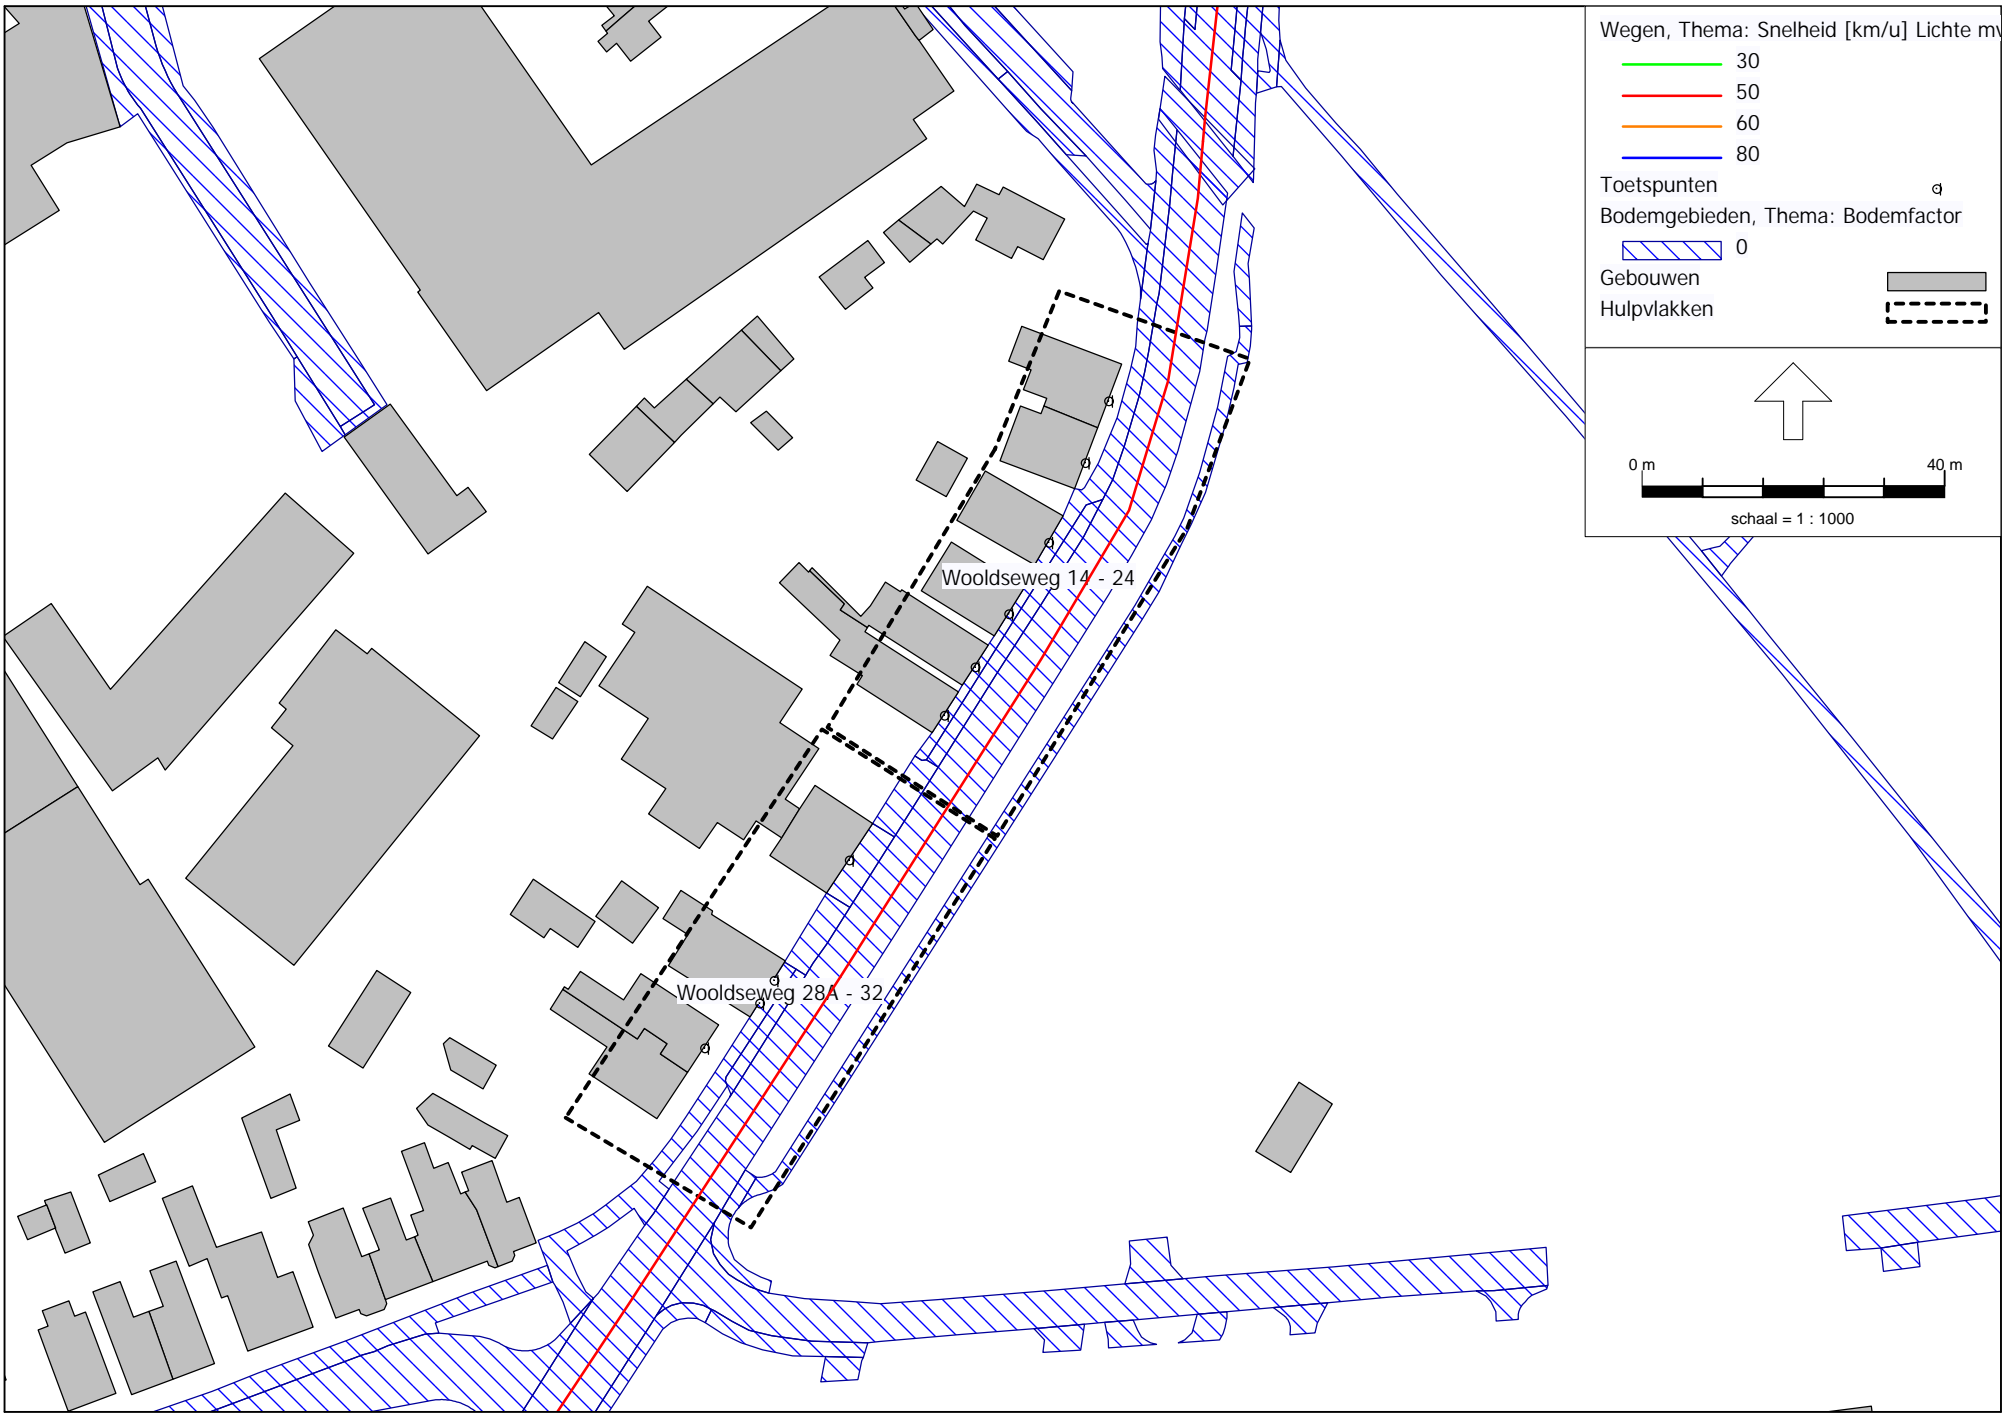 Wegen, Thema: Snelheid [km/u] Lichte mv
30
50
60
80
Toetspunten
Bodemgebieden, Thema: Bodemfactor
0
Gebouwen
Hulpvlakken
0 m 40 m
schaal = 1 : 1000
Wooldseweg 14 - 24
Wooldseweg 28A - 32